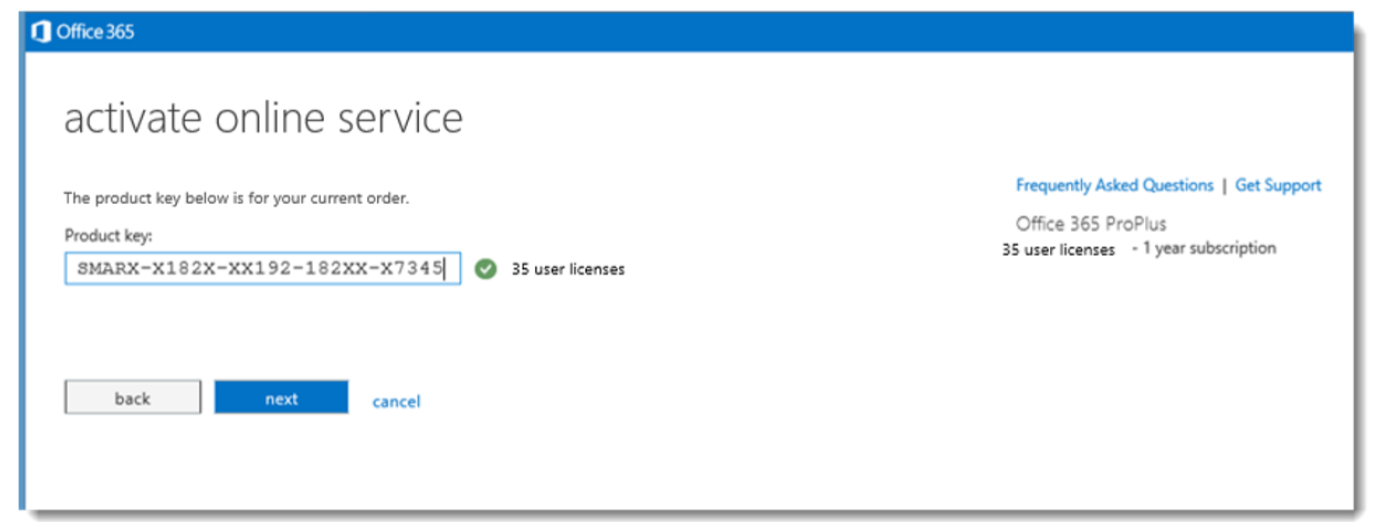 Office 365
activate online service
The product key below is for your current order.
Product key:
SMARX-X182X-XX192-182XX-X7345
35 user licenses
back next cancel
Frequently Asked Questions | Get Support
Office 365 ProPlus
35 user licenses - 1 year subscription